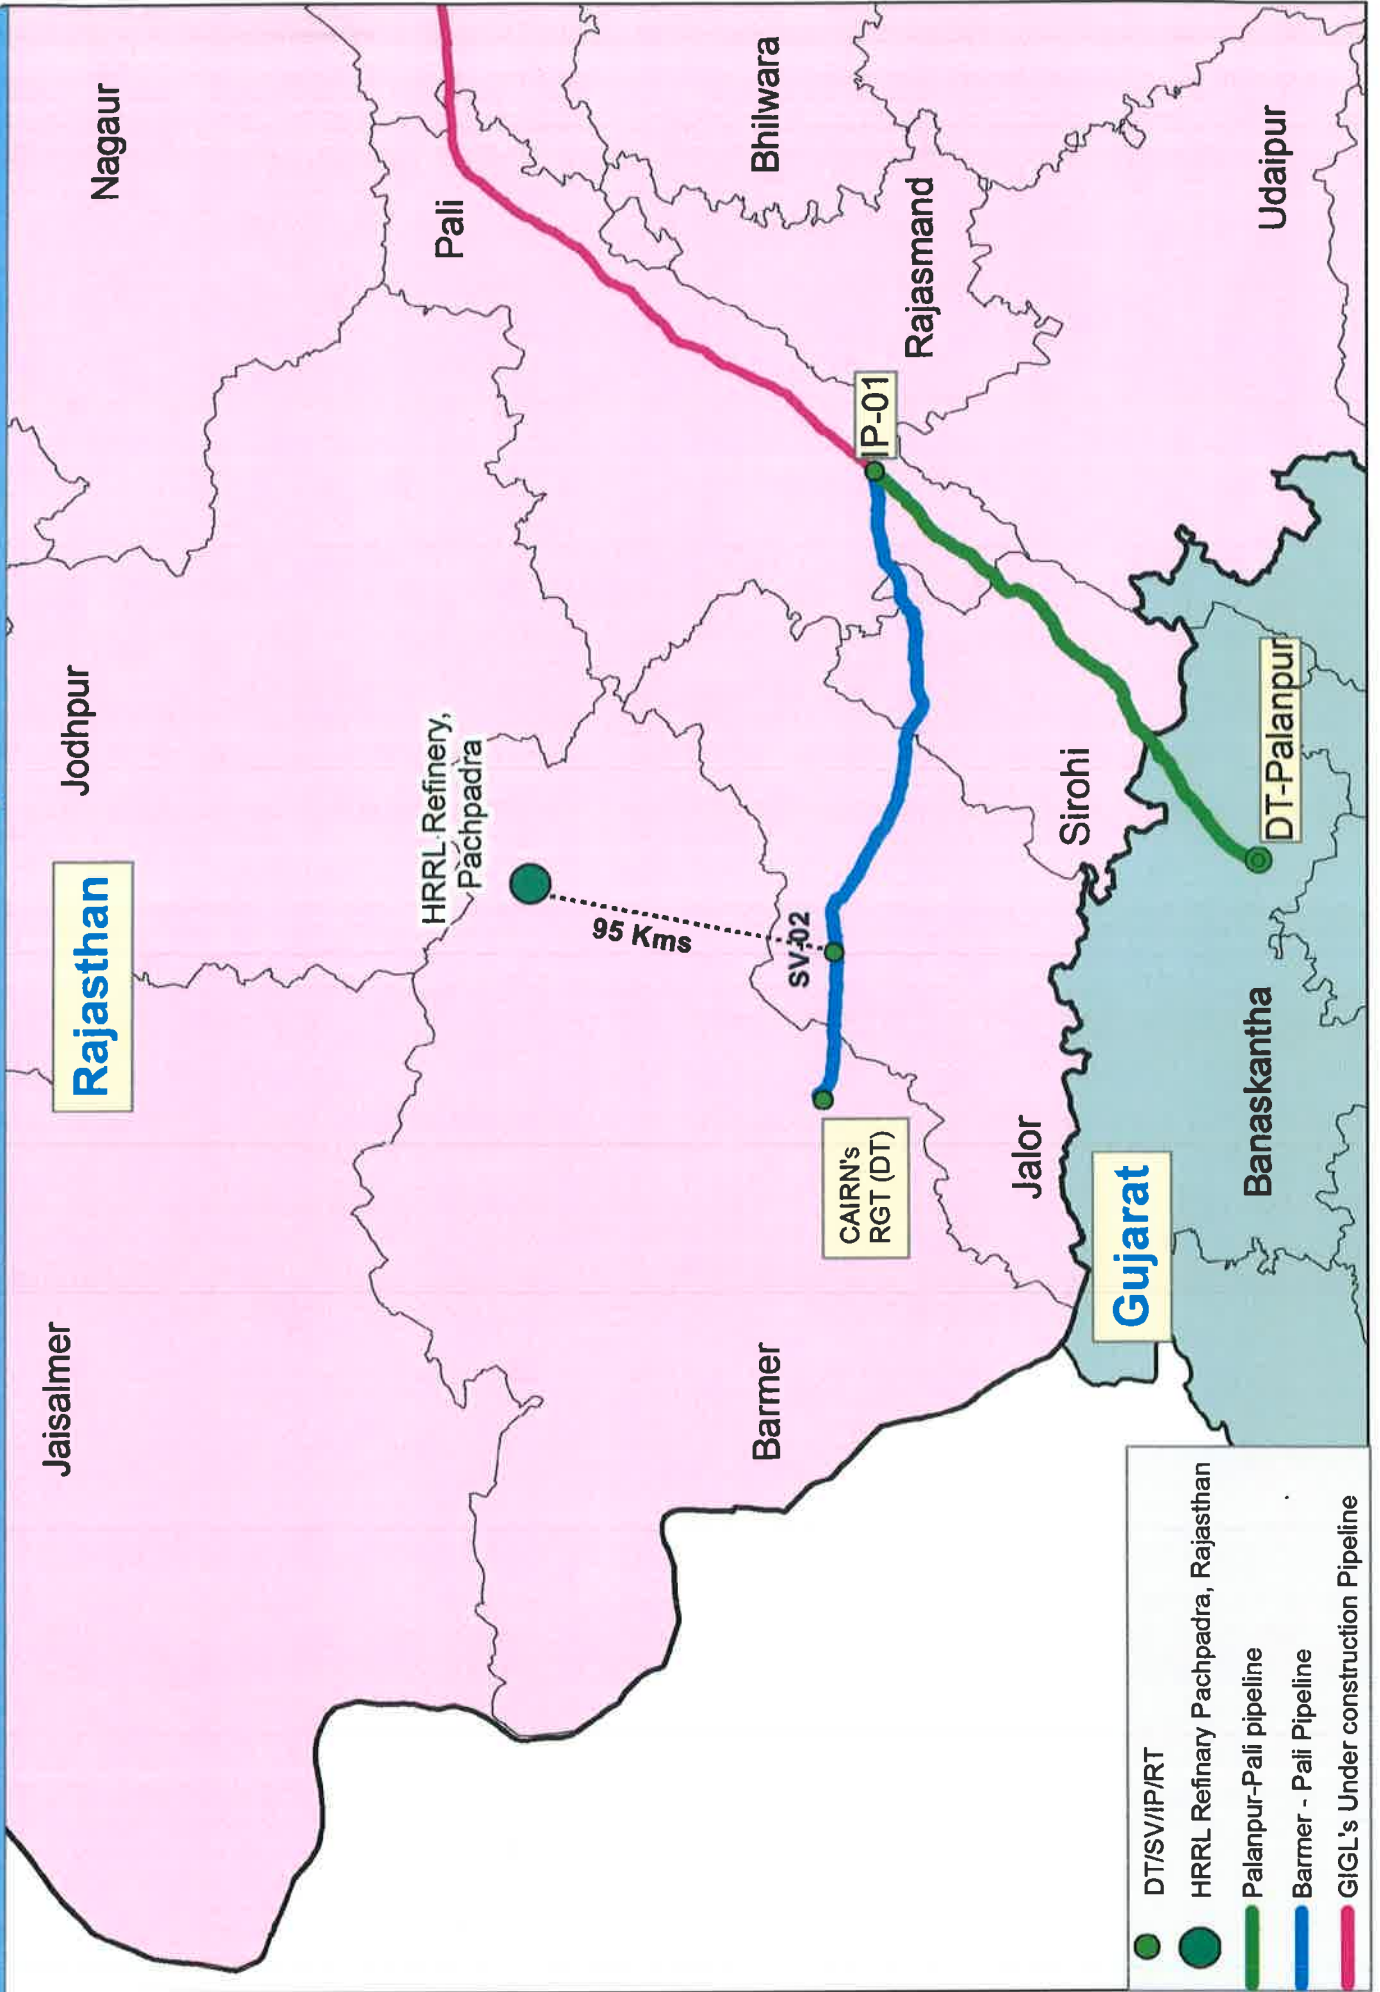 Rajasthan
Jaisalmer
Jodhpur
Nagaur
HRRL Refinery,
Pachpadra
Pali
95 Kms
SV-02
Barmer
Bhilwara
CAIRN's
RGT (DT)
IP-01
Rajasmand
Jalor
Sirohi
Gujarat
Banaskantha
DT-Palanpur
Udaipur
DT/SV/IP/RT
HRRL Refinary Pachpadra, Rajasthan
Palanpur-Pali pipeline
Barmer - Pali Pipeline
GIGL's Under construction Pipeline